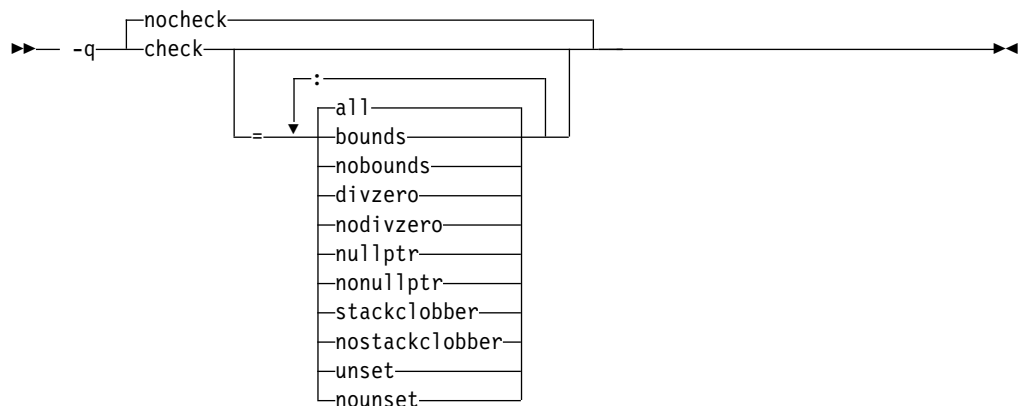 nocheck
-q check
:
all
= bounds
nobounds
divzero
nodivzero
nullptr
nonullptr
stackclobber
nostackclobber
unset
nounset